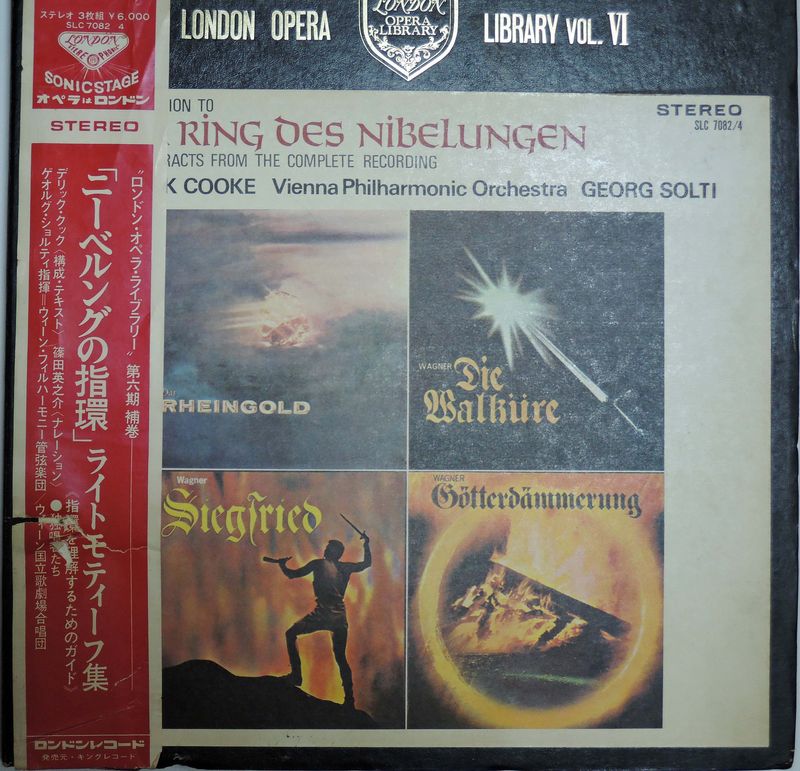 ステレオ 3枚組 ¥6,000
SLC 7082 4
LONDON
STEREO PHONIC
SONICSTAGE
オペラはロンドン
STEREO
"ロンドン・オペラ・ライブラリー" 第六期 補巻
「ニーベルングの指環」ライトモティーフ集
《指環を理解するためのガイド》
デリック・クック〈構成・テキスト〉 篠田英之介〈ナレーション〉 ●独唱者たち
ゲオルグ・ショルティ指揮=ウィーン・フィルハーモニー管弦楽団 ウィーン国立歌劇場合唱団
ロンドンレコード
発売元・キングレコード
LONDON OPERA
LONDON
OPERA
LIBRARY
LIBRARY VOL. VI
ION TO
STEREO
SLC 7082/4
RING DES NIBELUNGEN
RACTS FROM THE COMPLETE RECORDING
K COOKE Vienna Philharmonic Orchestra GEORG SOLTI
RHEINGOLD
WAGNER
Die
Walküre
Wagner
Siegfried
WAGNER
Götterdämmerung